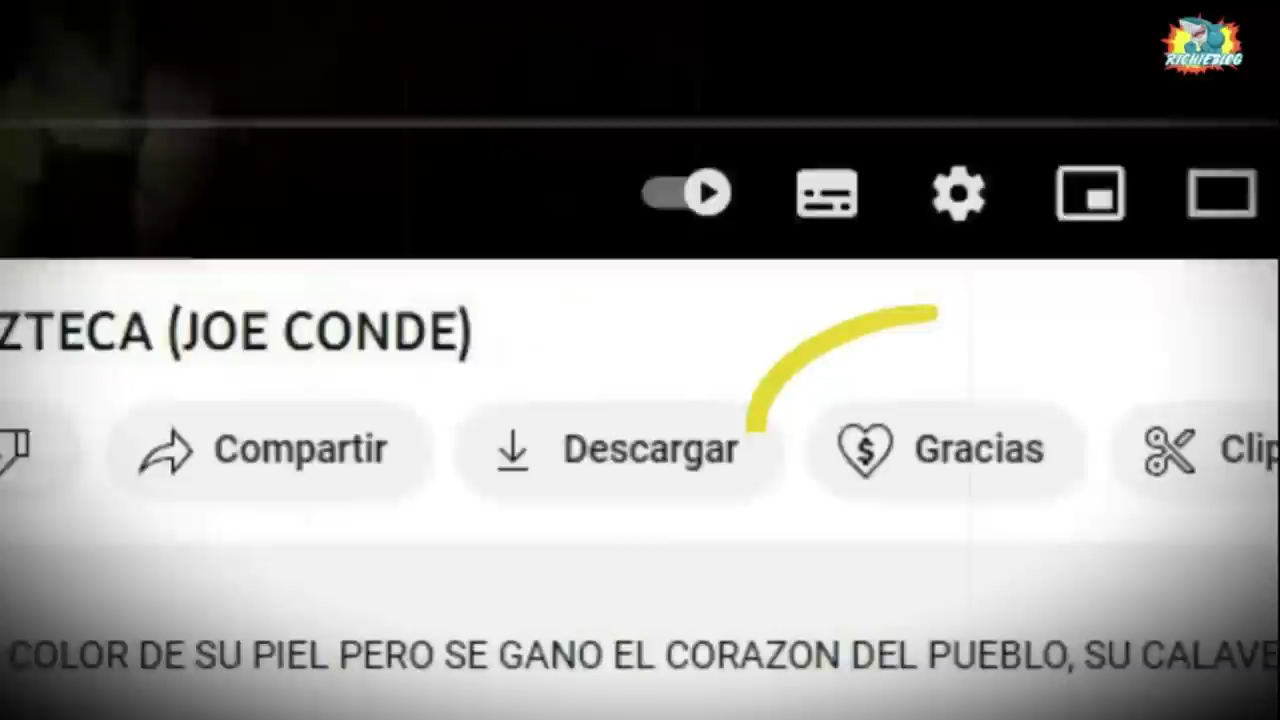 RICHIEBLOG
ZTECA (JOE CONDE)
Compartir
Descargar
$ Gracias
Clip
COLOR DE SU PIEL PERO SE GANO EL CORAZON DEL PUEBLO, SU CALAVE